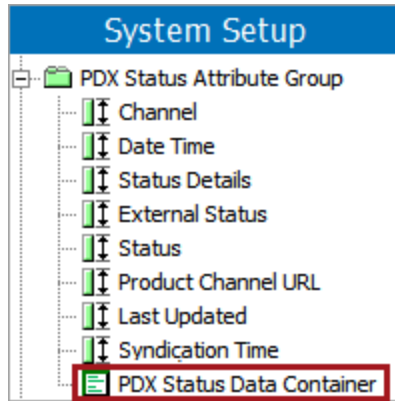 System Setup
PDX Status Attribute Group
Channel
Date Time
Status Details
External Status
Status
Product Channel URL
Last Updated
Syndication Time
PDX Status Data Container